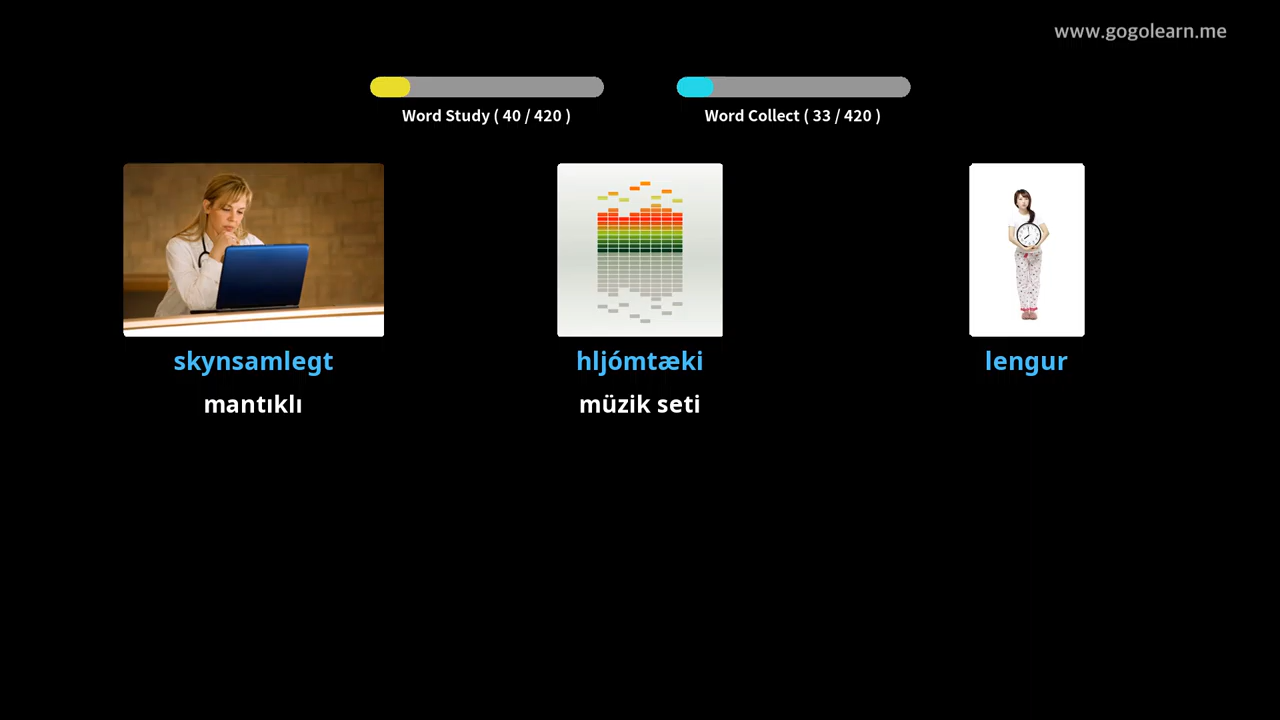 www.gogolearn.me
Word Study ( 40 / 420 )
Word Collect ( 33 / 420 )
skynsamlegt
mantıklı
hljómtæki
müzik seti
lengur